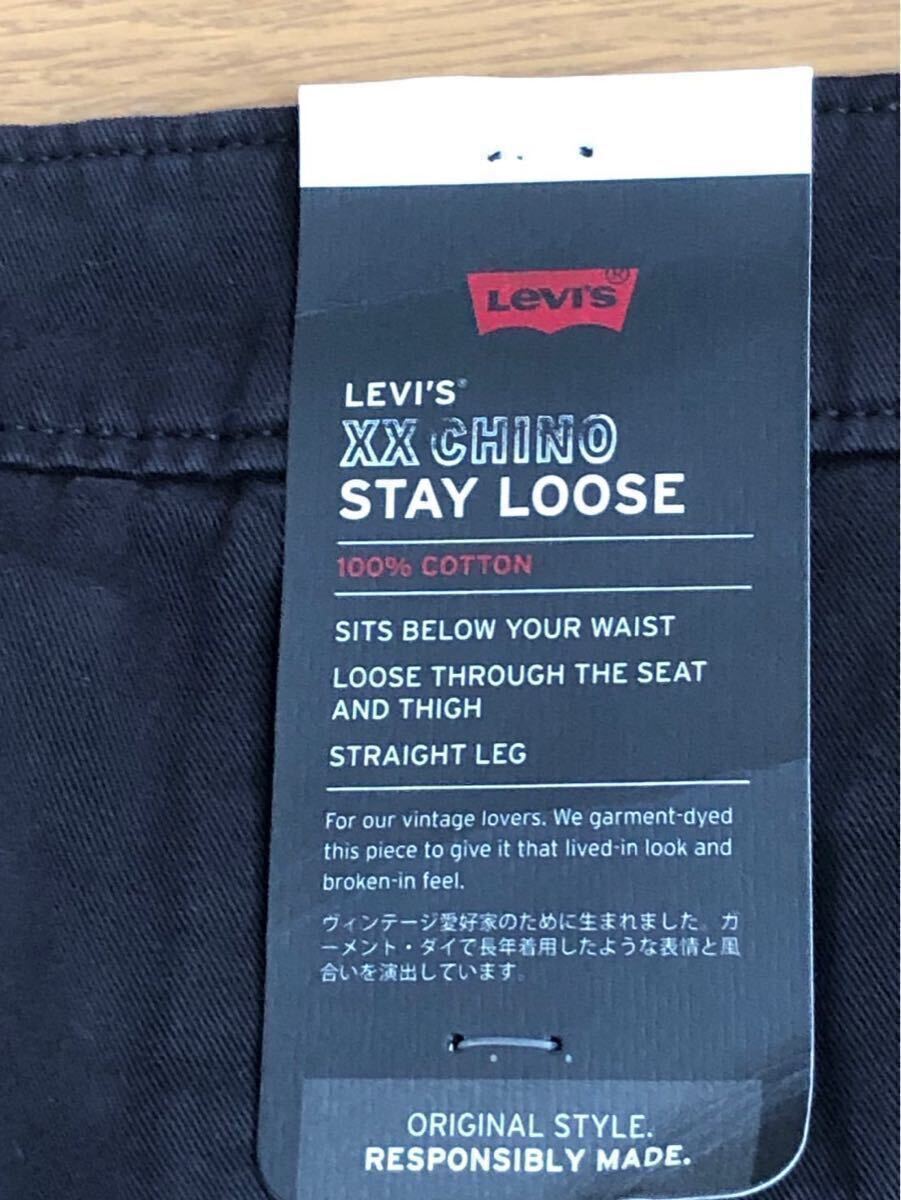 LEVI'S®
LEVI'S®
XX CHINO
STAY LOOSE
100% COTTON
SITS BELOW YOUR WAIST
LOOSE THROUGH THE SEAT
AND THIGH
STRAIGHT LEG
For our vintage lovers. We garment-dyed
this piece to give it that lived-in look and
broken-in feel.
ヴィンテージ愛好家のために生まれました。ガ
ーメント・ダイで長年着用したような表情と風
合いを演出しています。
ORIGINAL STYLE.
RESPONSIBLY MADE.